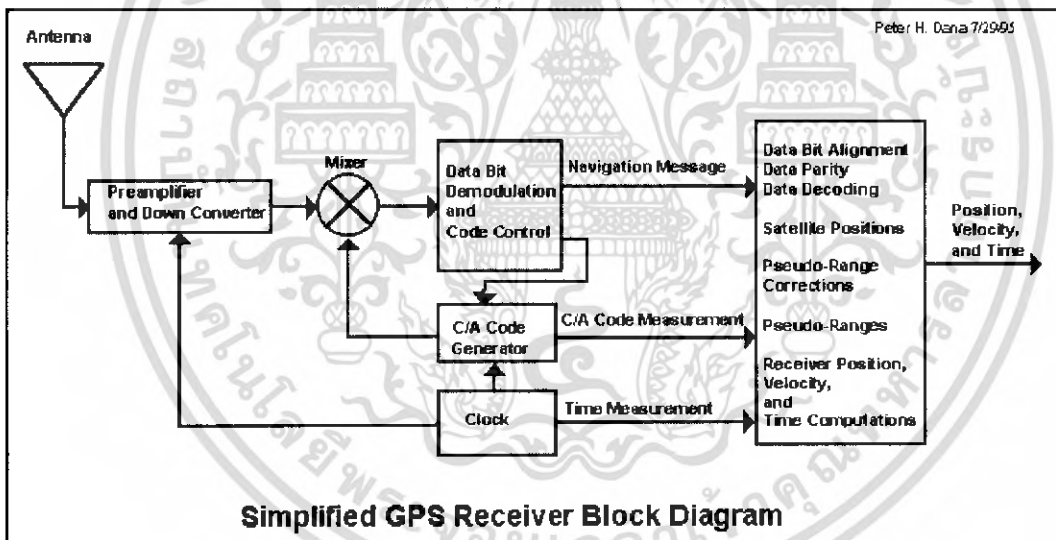 Peter H. Dana 7/29/95
Antenna
Preamplifier
and Down Converter
Mixer
Data Bit
Demodulation
and
Code Control
Navigation Message
C/A Code
Generator
C/A Code Measurement
Clock
Time Measurement
Data Bit Alignment
Data Parity
Data Decoding
Satellite Positions
Pseudo-Range
Corrections
Pseudo-Ranges
Receiver Position,
Velocity,
and
Time Computations
Position,
Velocity,
and Time
Simplified GPS Receiver Block Diagram